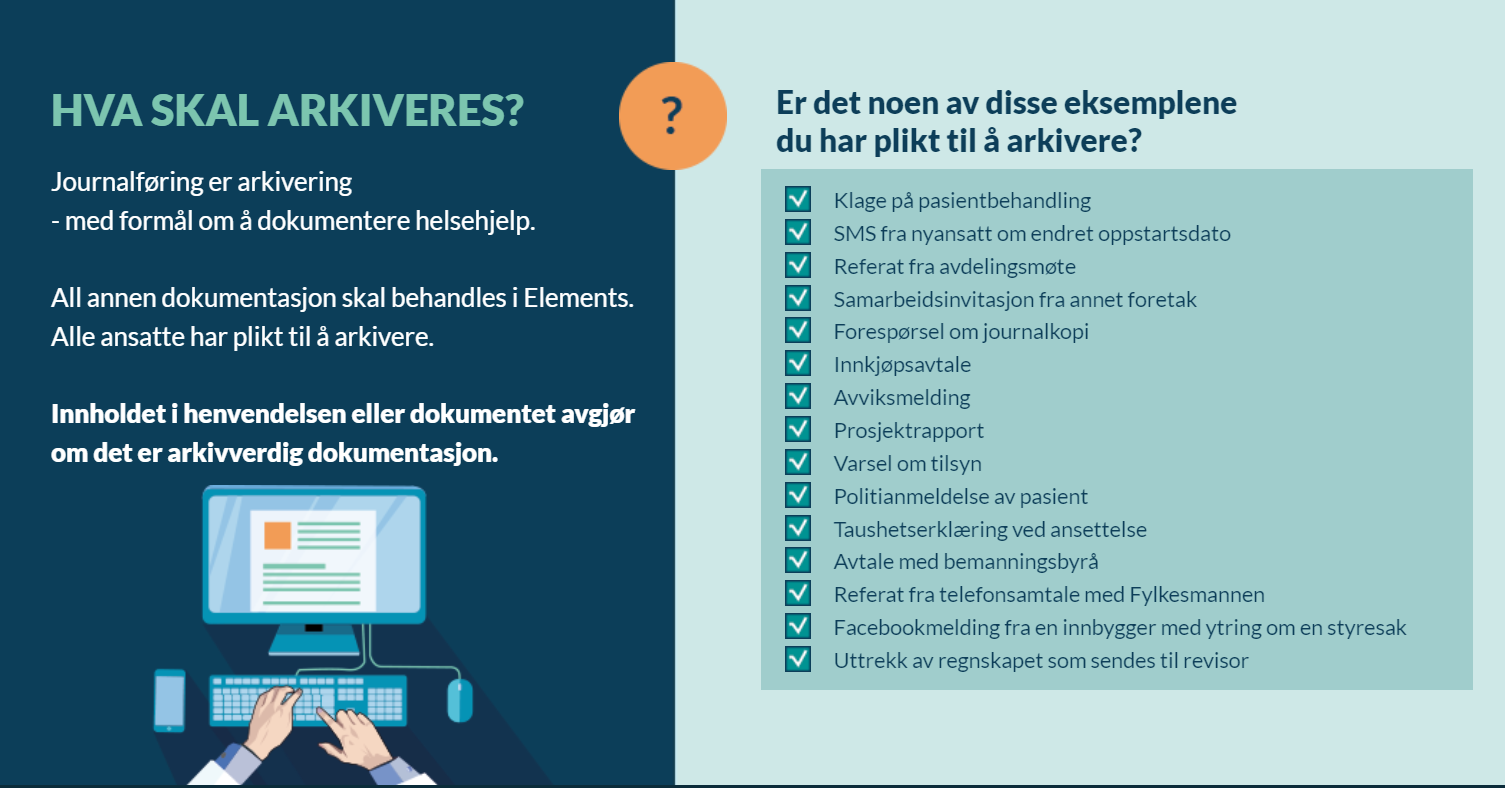 HVA SKAL ARKIVERES?
Journalføring er arkivering
- med formål om å dokumentere helsehjelp.
All annen dokumentasjon skal behandles i Elements.
Alle ansatte har plikt til å arkivere.
Innholdet i henvendelsen eller dokumentet avgjør
om det er arkivverdig dokumentasjon.
?
Er det noen av disse eksemplene
du har plikt til å arkivere?
Klage på pasientbehandling
SMS fra nyansatt om endret oppstartsdato
Referat fra avdelingsmøte
Samarbeidsinvitasjon fra annet foretak
Forespørsel om journalkopi
Innkjøpsavtale
Avviksmelding
Prosjektrapport
Varsel om tilsyn
Politianmeldelse av pasient
Taushetserklæring ved ansettelse
Avtale med bemanningsbyrå
Referat fra telefonsamtale med Fylkesmannen
Facebookmelding fra en innbygger med ytring om en styresak
Uttrekk av regnskapet som sendes til revisor